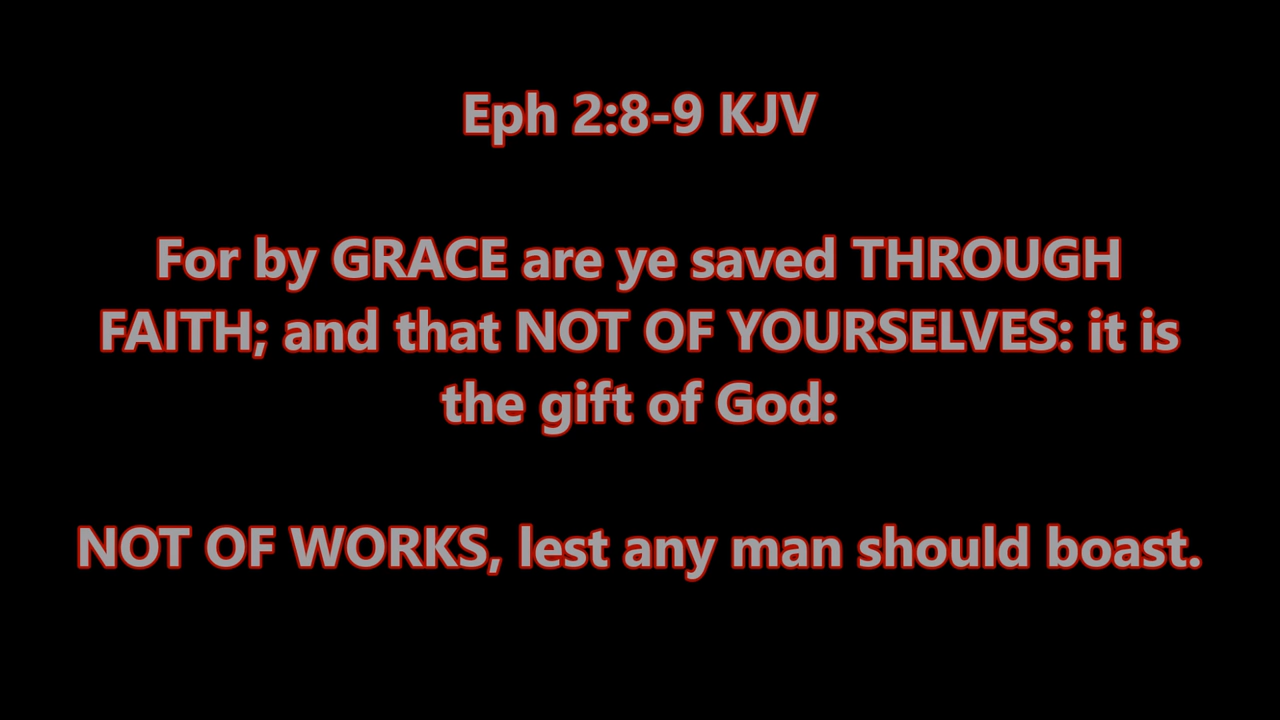 Eph 2:8-9 KJV
For by GRACE are ye saved THROUGH
FAITH; and that NOT OF YOURSELVES: it is
the gift of God:
NOT OF WORKS, lest any man should boast.